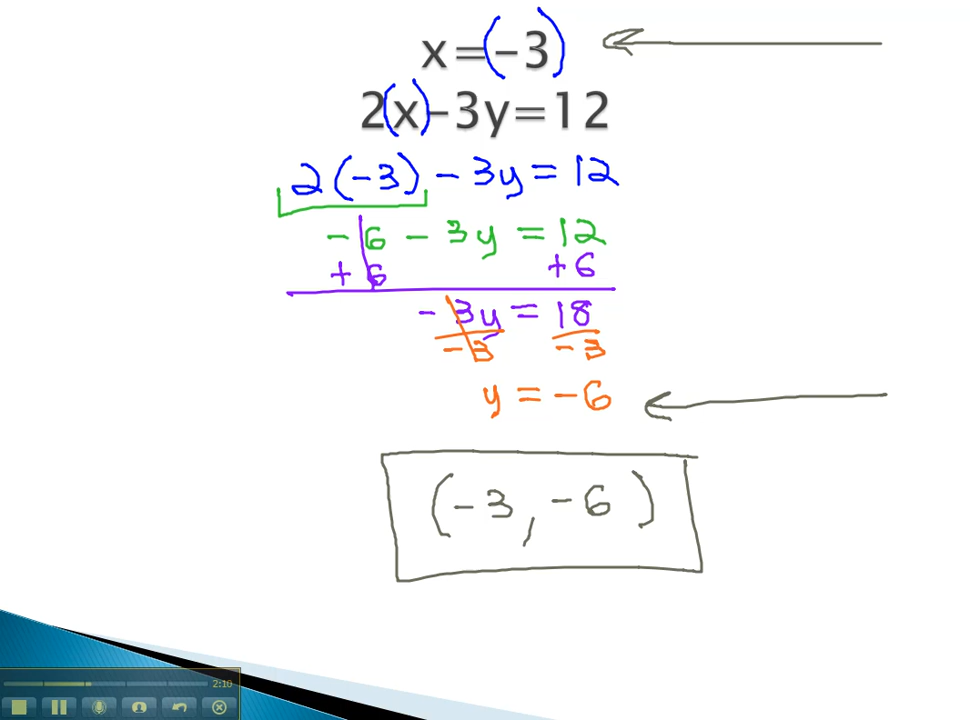 x=(-3)
2(x)-3y=12
2(-3)-3y=12
-6-3y=12
+6 +6
-3y=18
-3 -3
y=-6
(-3,-6)
2:10